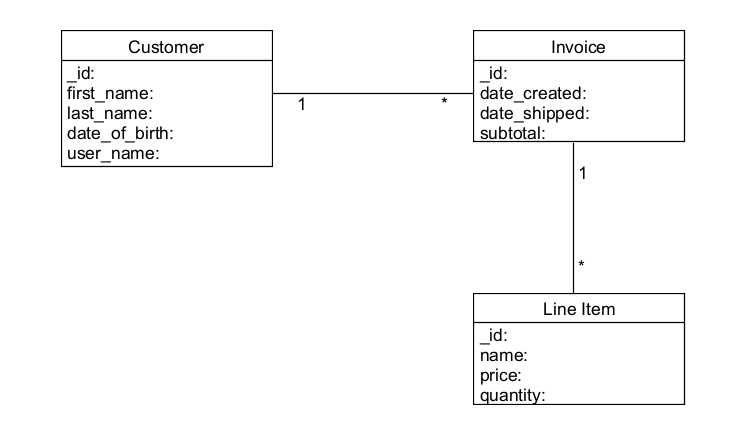 Customer
_id:
first_name:
last_name:
date_of_birth:
user_name:
1
*
Invoice
_id:
date_created:
date_shipped:
subtotal:
1
*
Line Item
_id:
name:
price:
quantity: